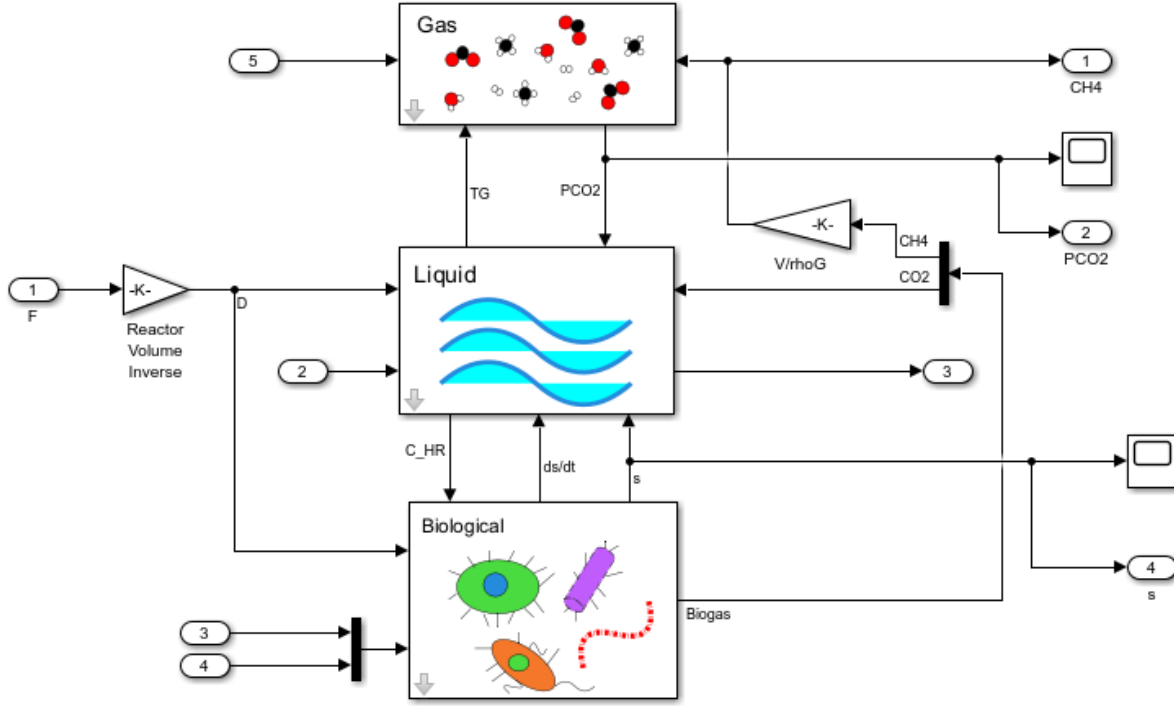 Gas
5
1
CH4
TG
PCO2
-K-
V/rhoG
CH4
CO2
2
PCO2
1
F
-K-
Reactor
Volume
Inverse
D
Liquid
2
3
C_HR
ds/dt
s
Biological
Biogas
3
4
4
s